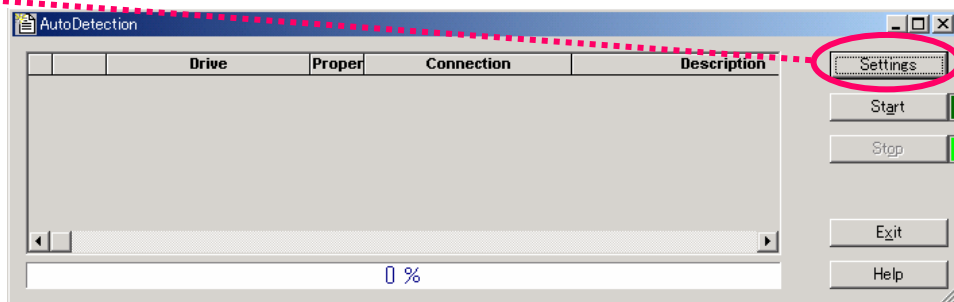 AutoDetection
Drive Proper Connection Description
Settings
Start
Stop
Exit
0 %
Help